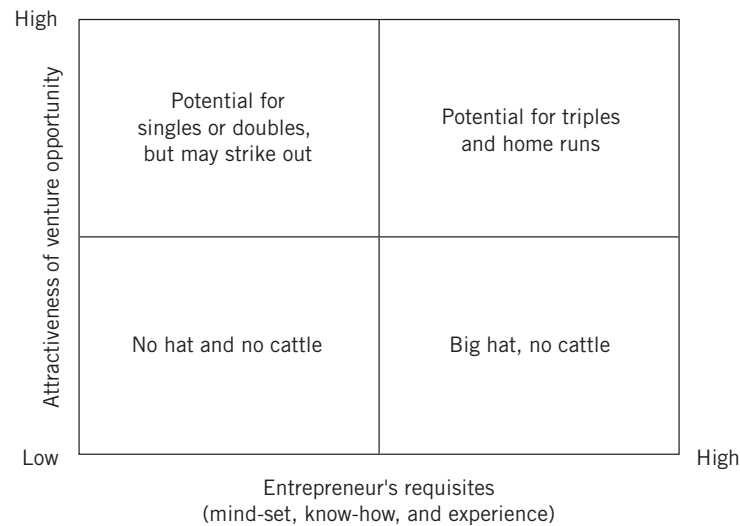 High
Attractiveness of venture opportunity
Potential for
singles or doubles,
but may strike out
Potential for triples
and home runs
No hat and no cattle
Big hat, no cattle
Low
High
Entrepreneur's requisites
(mind-set, know-how, and experience)